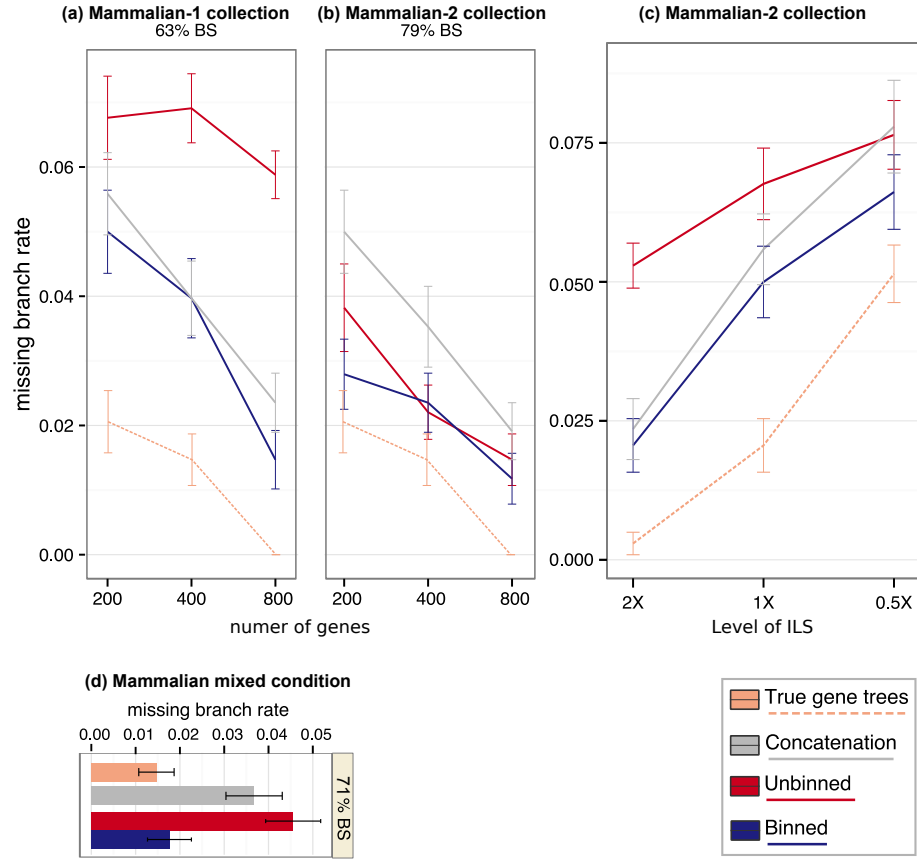 (a) Mammalian-1 collection
63% BS
(b) Mammalian-2 collection
79% BS
(c) Mammalian-2 collection
missing branch rate
0.06
0.04
0.02
0.00
200
400
800
200
400
800
numer of genes
0.075
0.050
0.025
0.000
2X
1X
0.5X
Level of ILS
(d) Mammalian mixed condition
missing branch rate
0.00 0.01 0.02 0.03 0.04 0.05
71% BS
True gene trees
Concatenation
Unbinned
Binned